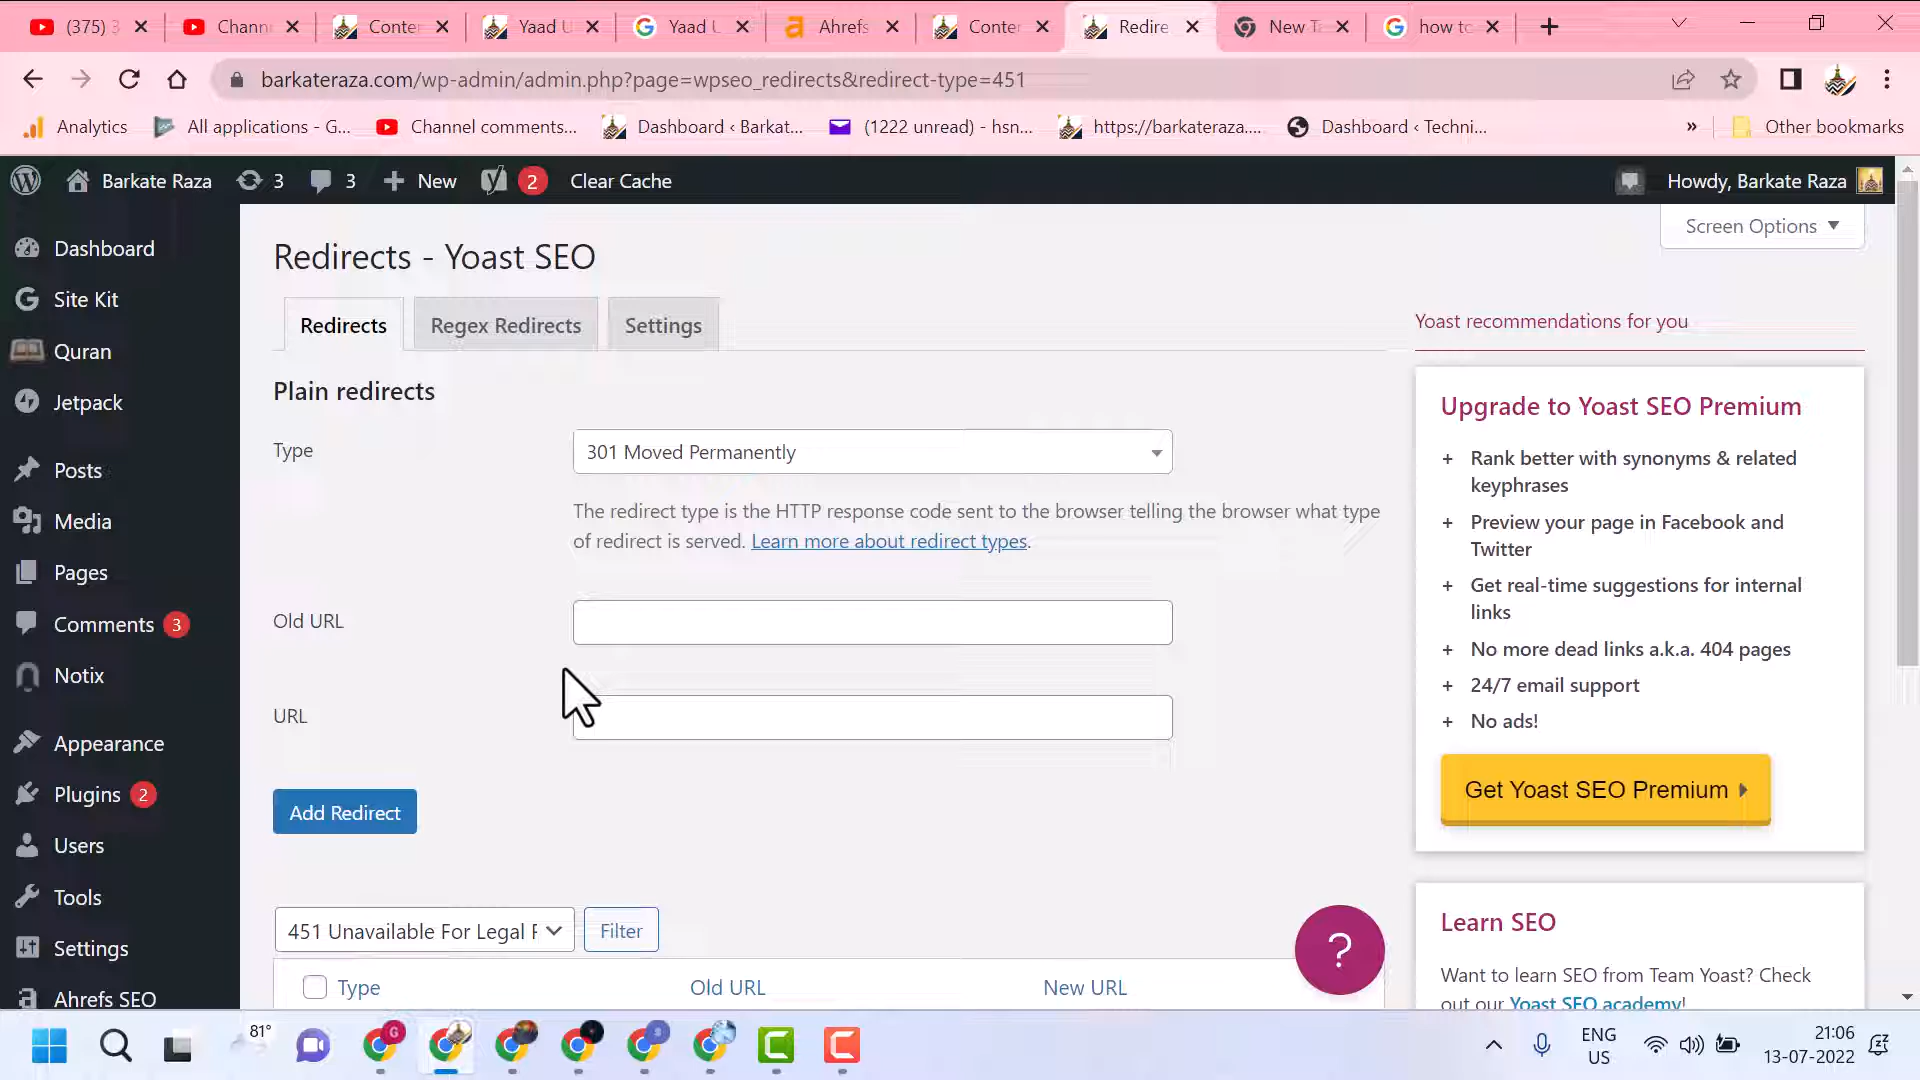 (375) 3
Chann
Conter
Yaad U
Yaad U
Ahrefs
Conter
Redire
New Ta
how to
barkateraza.com/wp-admin/admin.php?page=wpseo_redirects&redirect-type=451
Analytics
All applications - G...
Channel comments...
Dashboard ‹ Barkat...
(1222 unread) - hsn...
https://barkateraza....
Dashboard ‹ Techni...
»
Other bookmarks
Barkate Raza
3
3
New
2
Clear Cache
Howdy, Barkate Raza
Screen Options
Dashboard
Site Kit
Quran
Jetpack
Posts
Media
Pages
Comments 3
Notix
Appearance
Plugins 2
Users
Tools
Settings
Ahrefs SEO
Redirects - Yoast SEO
Redirects
Regex Redirects
Settings
Plain redirects
Type
301 Moved Permanently
The redirect type is the HTTP response code sent to the browser telling the browser what type
of redirect is served. Learn more about redirect types.
Old URL
URL
Add Redirect
451 Unavailable For Legal R
Filter
Type
Old URL
New URL
?
Yoast recommendations for you
Upgrade to Yoast SEO Premium
+ Rank better with synonyms & related
keyphrases
+ Preview your page in Facebook and
Twitter
+ Get real-time suggestions for internal
links
+ No more dead links a.k.a. 404 pages
+ 24/7 email support
+ No ads!
Get Yoast SEO Premium
Learn SEO
Want to learn SEO from Team Yoast? Check
out our Yoast SEO academy!
81°
ENG
US
21:06
13-07-2022